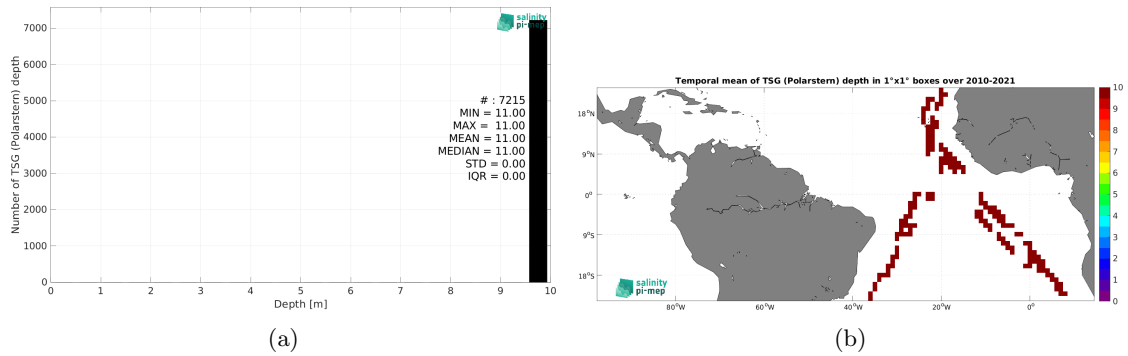 7000
6000
5000
4000
3000
2000
1000
0
Number of TSG (Polarstern) depth
salinity
pi-mep
# : 7215
MIN = 11.00
MAX = 11.00
MEAN = 11.00
MEDIAN = 11.00
STD = 0.00
IQR = 0.00
0 1 2 3 4 5 6 7 8 9 10
Depth [m]
(a)
Temporal mean of TSG (Polarstern) depth in 1°x1° boxes over 2010-2021
18°N
9°N
0°
9°S
18°S
80°W 60°W 40°W 20°W 0°
salinity
pi-mep
10
9
8
7
6
5
4
3
2
1
0
(b)